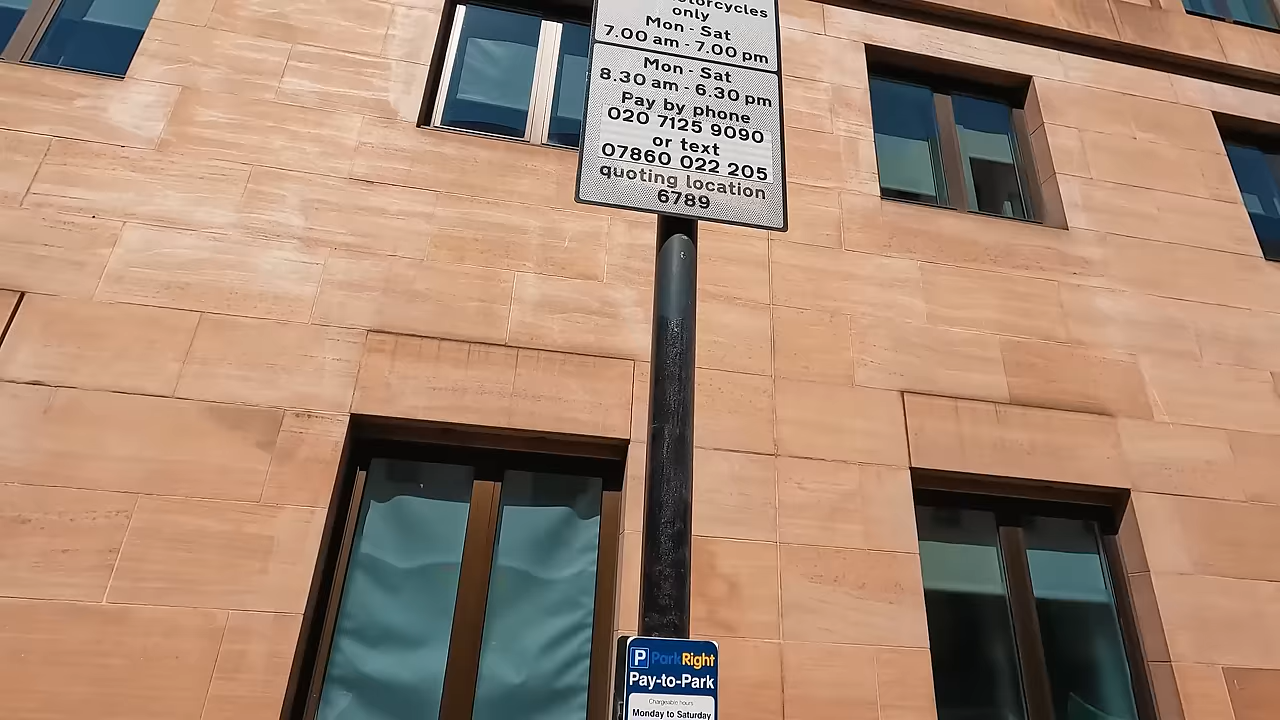 only
Mon - Sat
7.00 am - 7.00 pm
Mon - Sat
8.30 am - 6.30 pm
Pay by phone
020 7125 9090
or text
07860 022 205
quoting location
6789
P ParkRight
Pay-to-Park
Chargeable hours
Monday to Saturday